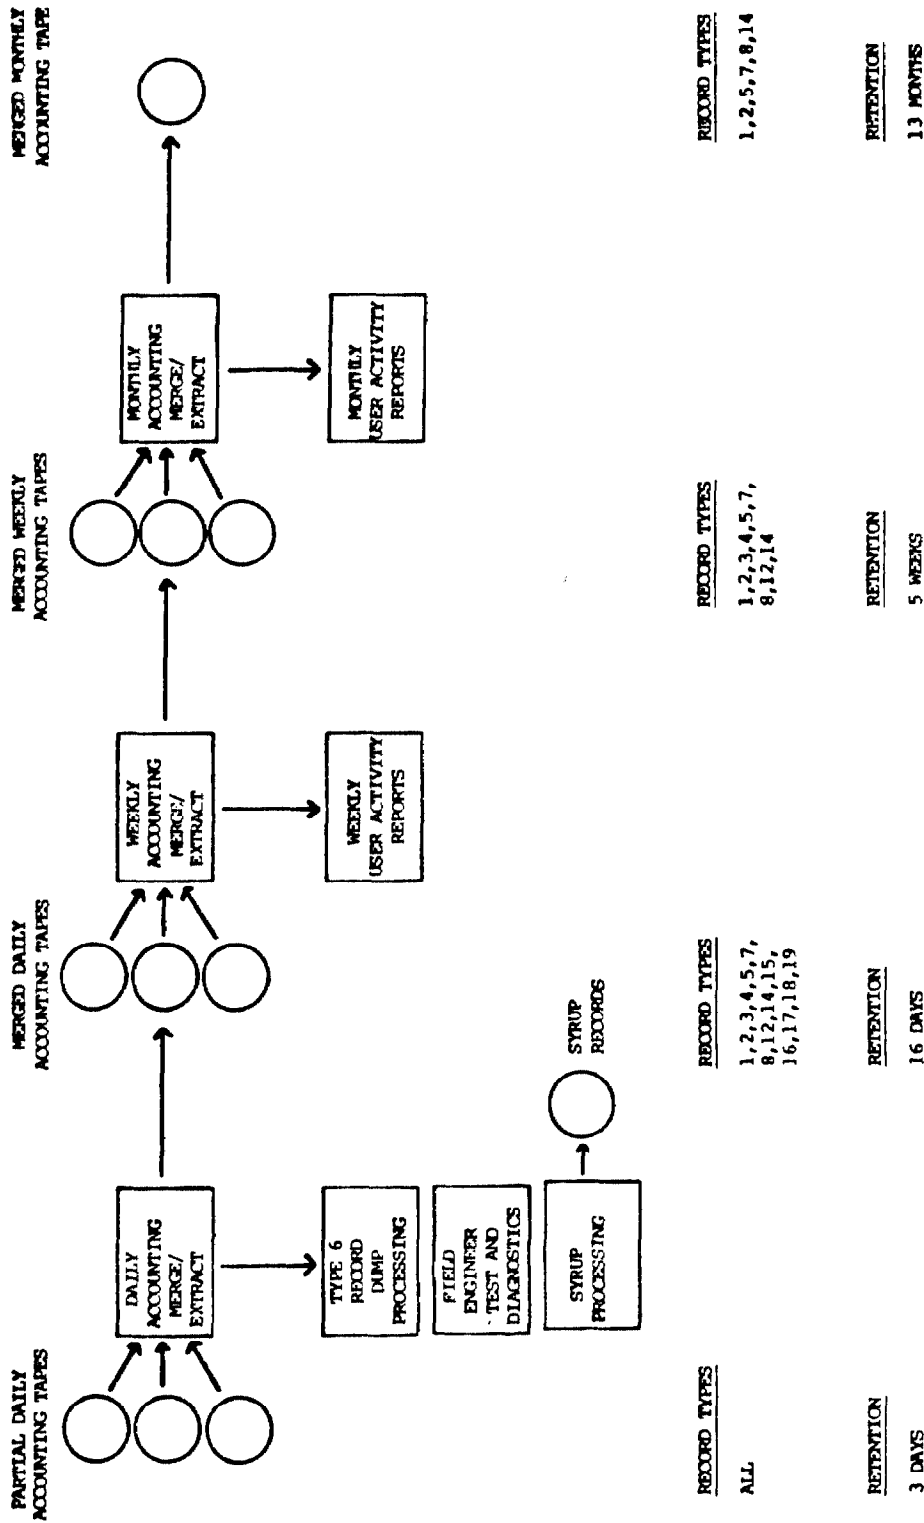 PARTIAL DAILY
ACCOUNTING TAPES
MERGED DAILY
ACCOUNTING TAPES
MERGED WEEKLY
ACCOUNTING TAPES
MERGED MONTHLY
ACCOUNTING TAPE
DAILY
ACCOUNTING
MERGE/
EXTRACT
WEEKLY
ACCOUNTING
MERGE/
EXTRACT
MONTHLY
ACCOUNTING
MERGE/
EXTRACT
TYPE 6
RECORD
DUMP
PROCESSING
WEEKLY
USER ACTIVITY
REPORTS
MONTHLY
USER ACTIVITY
REPORTS
FIELD
ENGINEER
TEST AND
DIAGNOSTICS
SYRUP
PROCESSING
SYRUP
RECORDS
RECORD TYPES
ALL
RECORD TYPES
1,2,3,4,5,7,
8,12,14,15,
16,17,18,19
RECORD TYPES
1,2,3,4,5,7,
8,12,14
RECORD TYPES
1,2,5,7,8,14
RETENTION
3 DAYS
RETENTION
16 DAYS
RETENTION
5 WEEKS
RETENTION
13 MONTHS